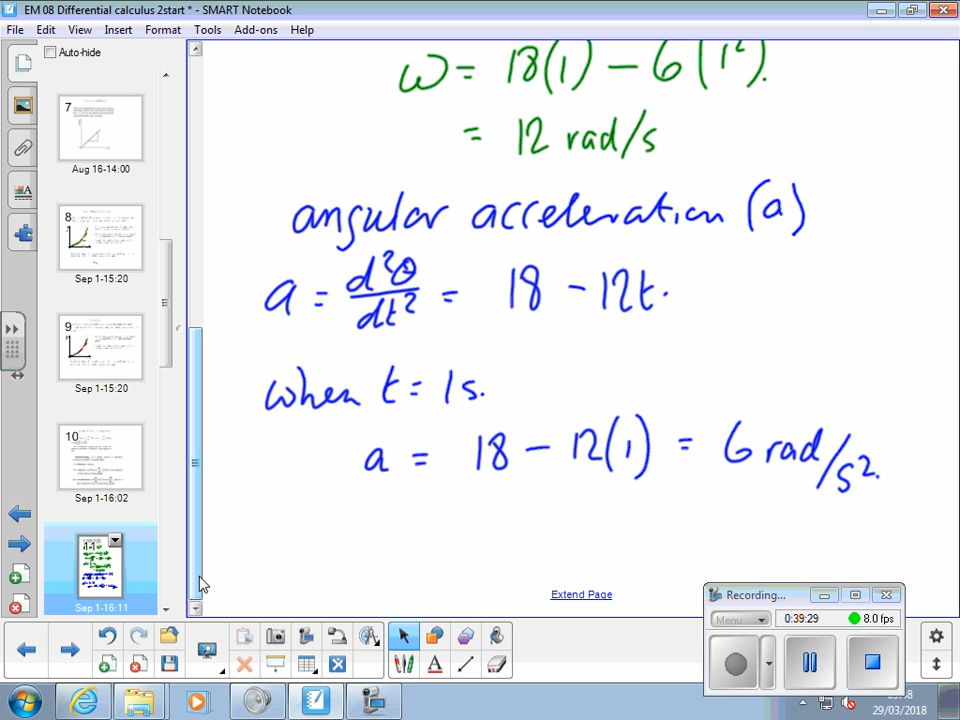 EM 08 Differential calculus 2start * - SMART Notebook
File Edit View Insert Format Tools Add-ons Help
Auto-hide
7
Aug 16-14:00
8
Sep 1-15:20
9
Sep 1-15:20
10
Sep 1-16:02
Sep 1-16:11
ω = 18(1) - 6(1²).
= 12 rad/s
angular acceleration (a)
a = d²θ/dt² = 18 - 12t.
when t = 1s.
a = 18 - 12(1) = 6 rad/s².
Extend Page
Recording...
Menu
0:39:29
8.0 fps
29/03/2018